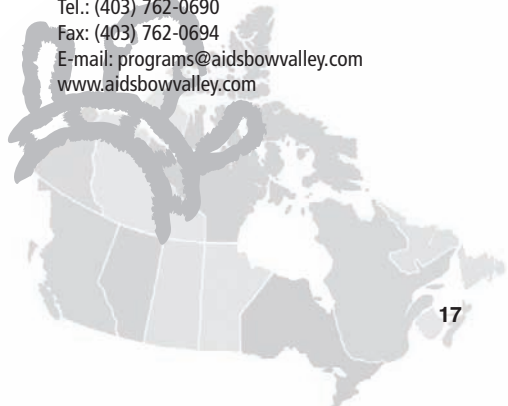 Tel.: (403) 762-0690
Fax: (403) 762-0694
E-mail: programs@aidsbowvalley.com
www.aidsbowvalley.com
17